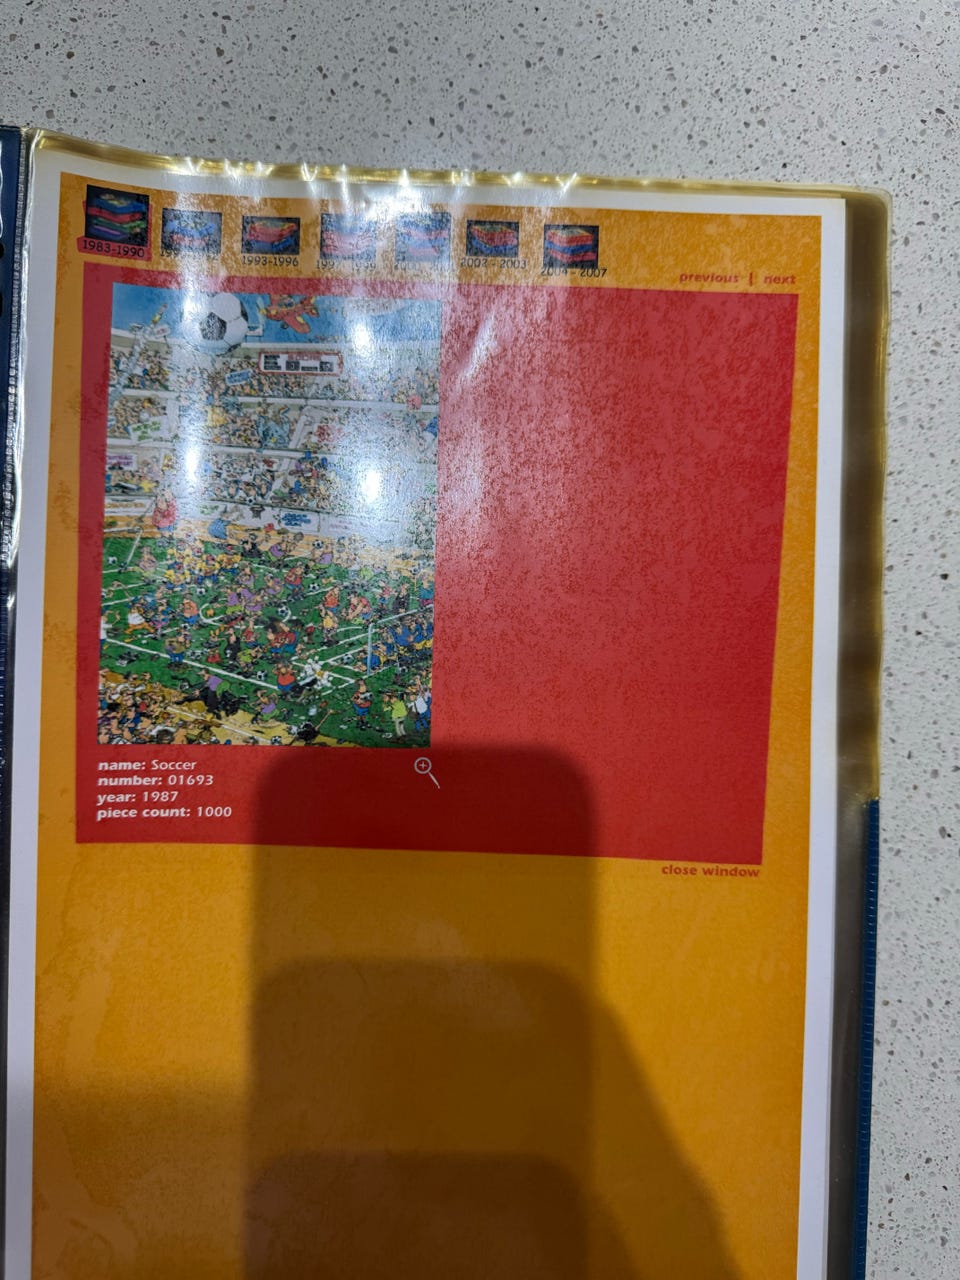 1983-1990
1993-1996
2002 - 2003
2004 - 2007
previous | next
name: Soccer
number: 01693
year: 1987
piece count: 1000
close window